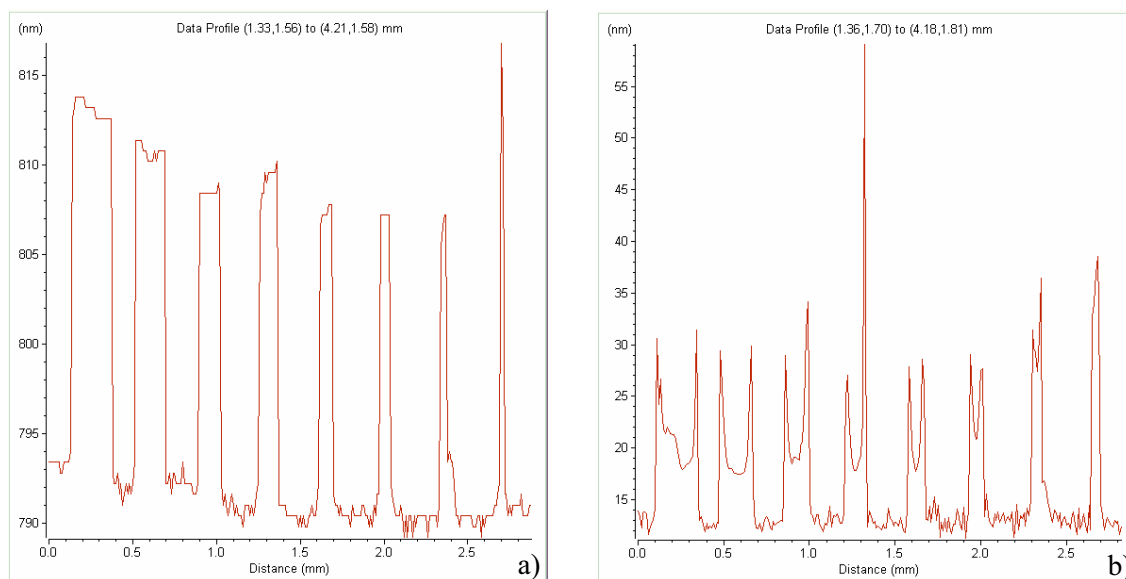 (nm) Data Profile (1.33,1.56) to (4.21,1.58) mm
815
810
805
800
795
790
0.0 0.5 1.0 1.5 2.0 2.5
Distance (mm)
a)
(nm) Data Profile (1.36,1.70) to (4.18,1.81) mm
55
50
45
40
35
30
25
20
15
0.0 0.5 1.0 1.5 2.0 2.5
Distance (mm)
b)